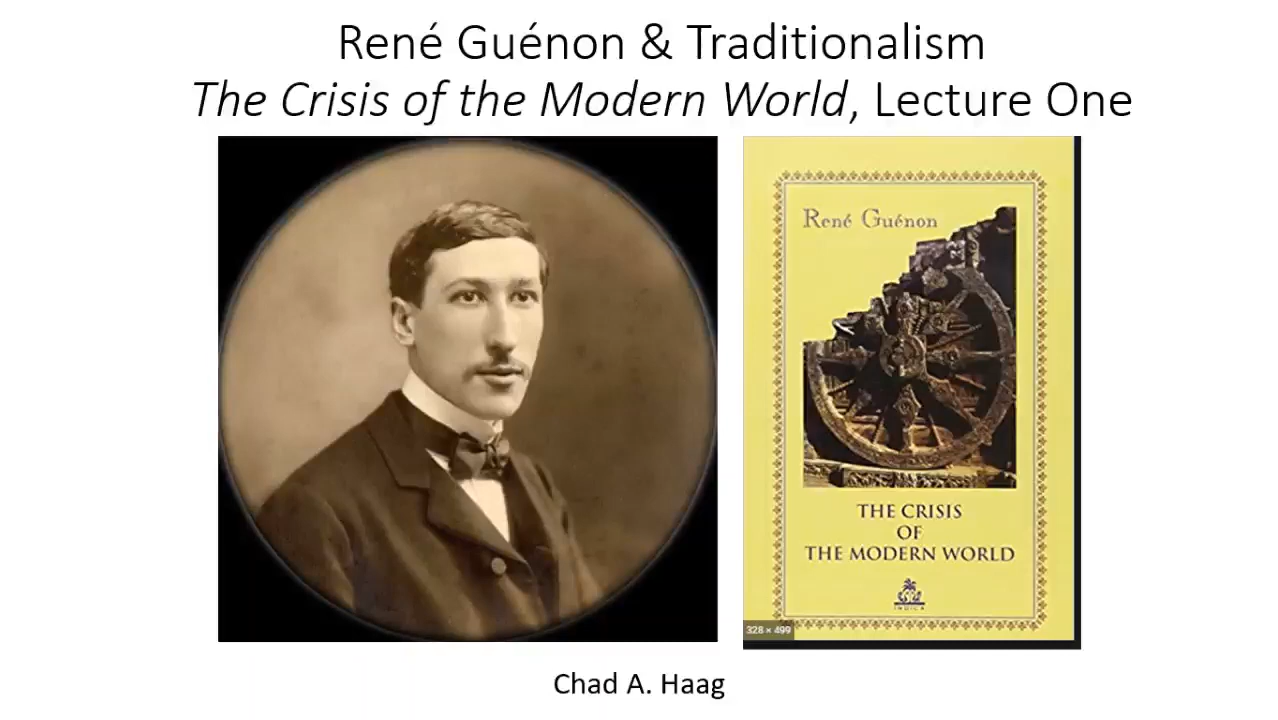 René Guénon & Traditionalism
The Crisis of the Modern World, Lecture One
René Guénon
THE CRISIS
OF
THE MODERN WORLD
INDICA
328 × 499
Chad A. Haag